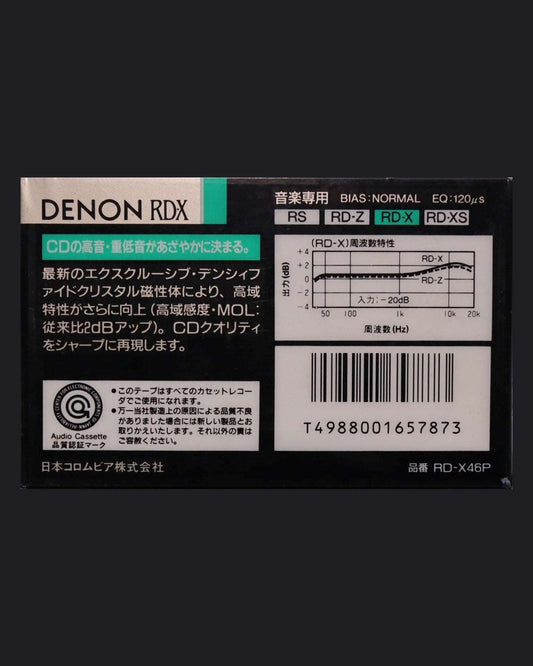 DENON RDX
音楽専用 BIAS:NORMAL EQ:120μs
RS RD-Z RD-X RD-XS
CDの高音・重低音があざやかに決まる。
最新のエクスクルーシブ・デンシィフ
ァイドクリスタル磁性体により、高域
特性がさらに向上(高域感度・MOL:
従来比2dBアップ)。CDクオリティ
をシャープに再現します。
(RD-X)周波数特性
出力(dB)
+4
+2
0
-2
-4
RD-X
RD-Z
入力:-20dB
50 100 1k 10k 20k
周波数(Hz)
Audio Cassette
品質認証マーク
●このテープはすべてのカセットレコー
ダでご使用になれます。
●万一当社製造上の原因による品質不良
がありました場合には新しい製品とお
取りかえいたします。それ以外の責は
ご容赦ください。
T4988001657873
日本コロムビア株式会社
品番 RD-X46P